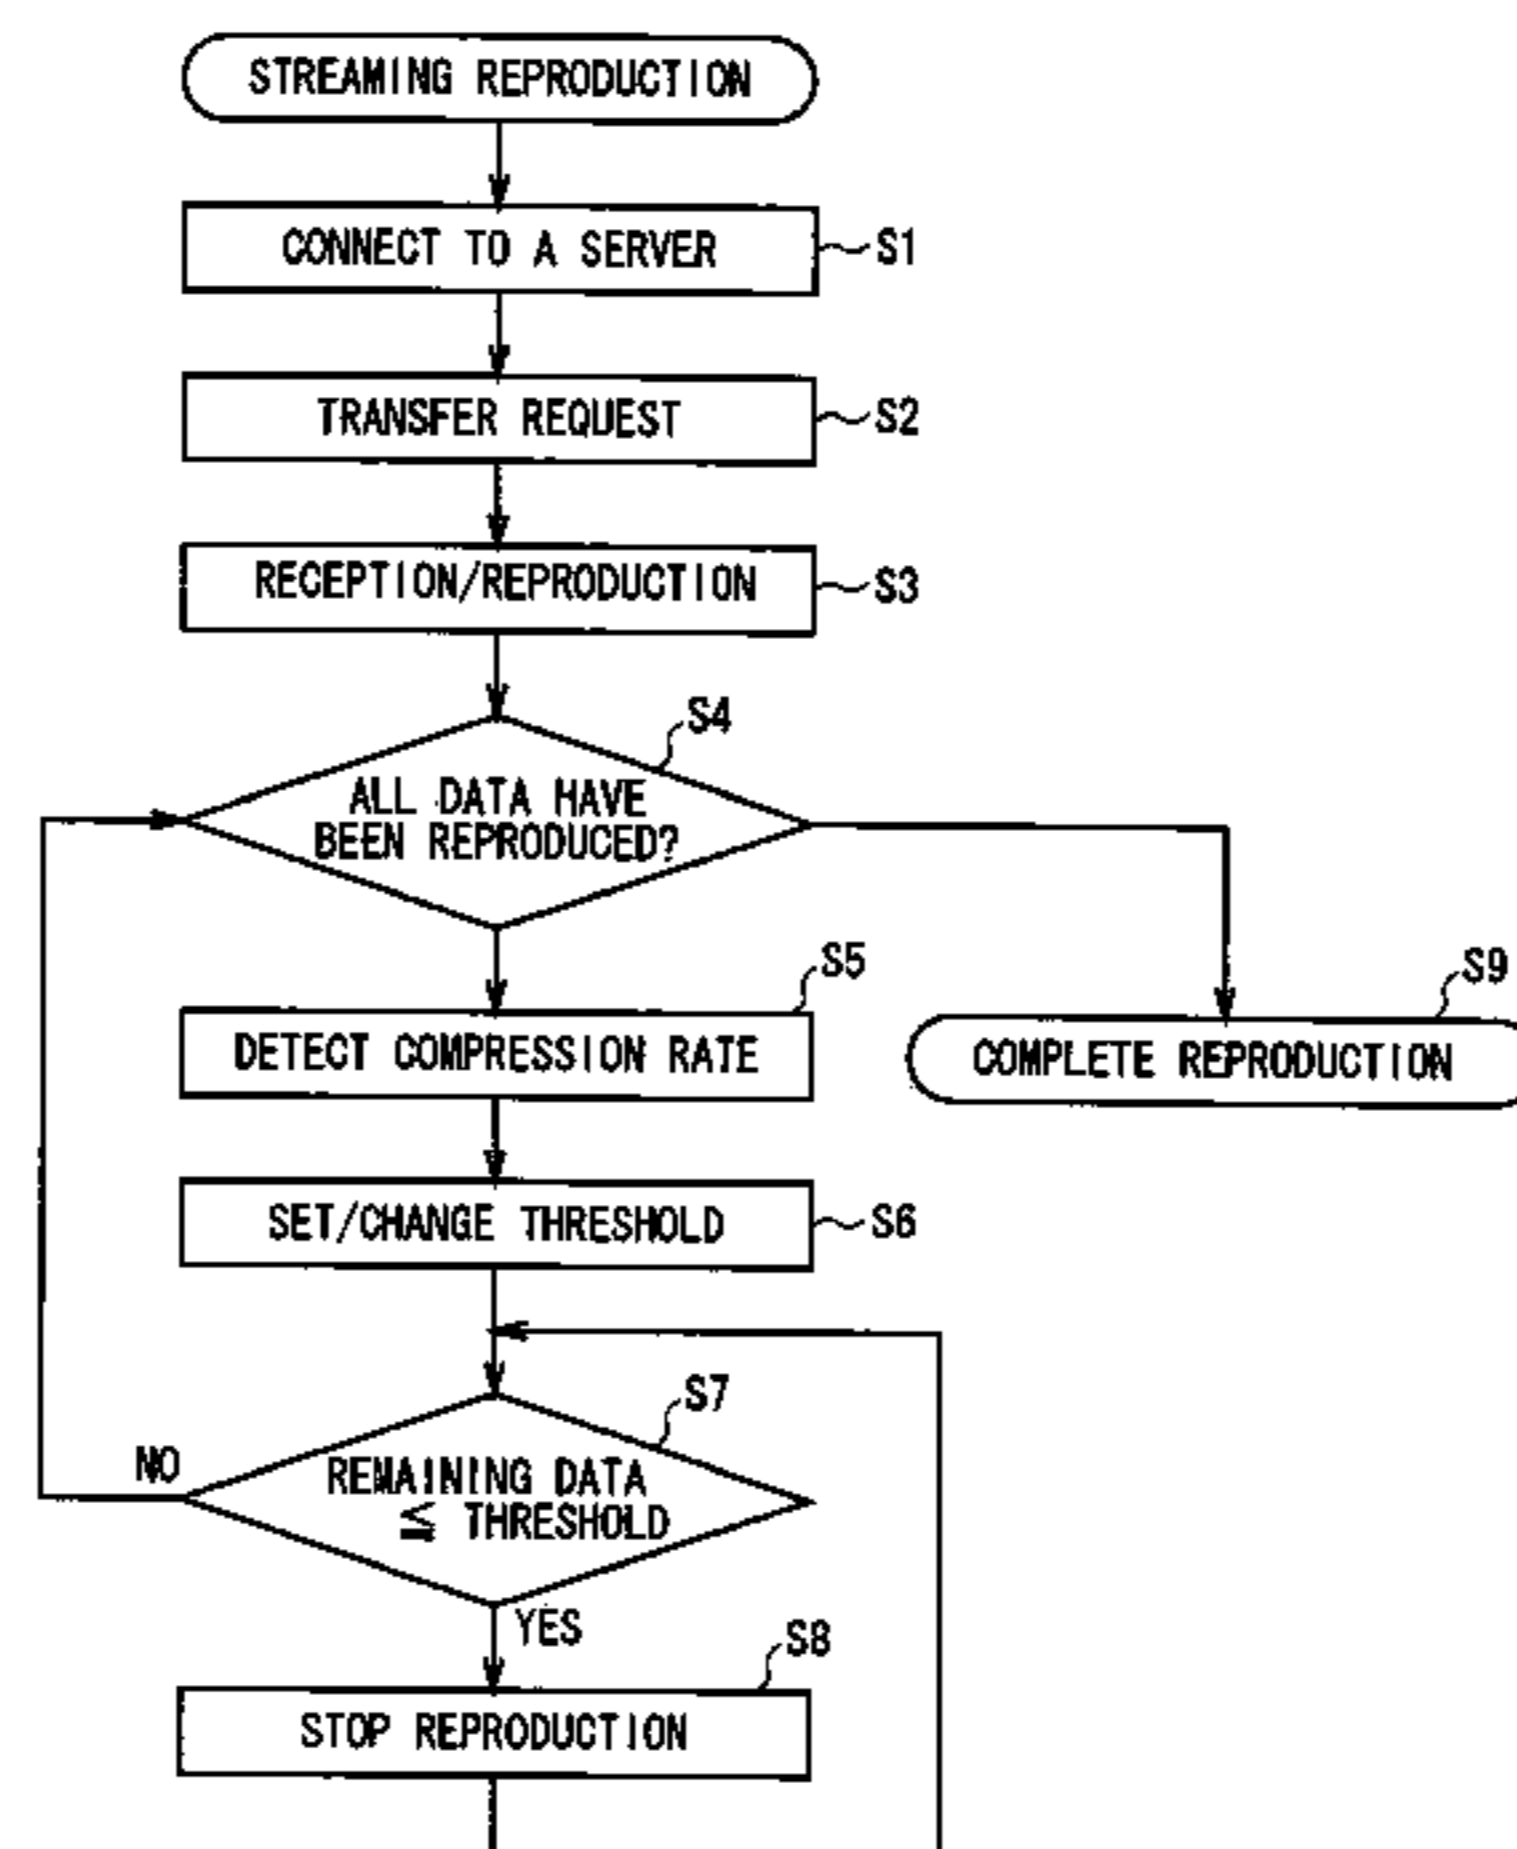 STREAMING REPRODUCTION
CONNECT TO A SERVER
S1
TRANSFER REQUEST
S2
RECEPTION/REPRODUCTION
S3
S4
ALL DATA HAVE
BEEN REPRODUCED?
S5
DETECT COMPRESSION RATE
S9
COMPLETE REPRODUCTION
SET/CHANGE THRESHOLD
S6
S7
NO
REMAINING DATA
≦ THRESHOLD
YES
S8
STOP REPRODUCTION